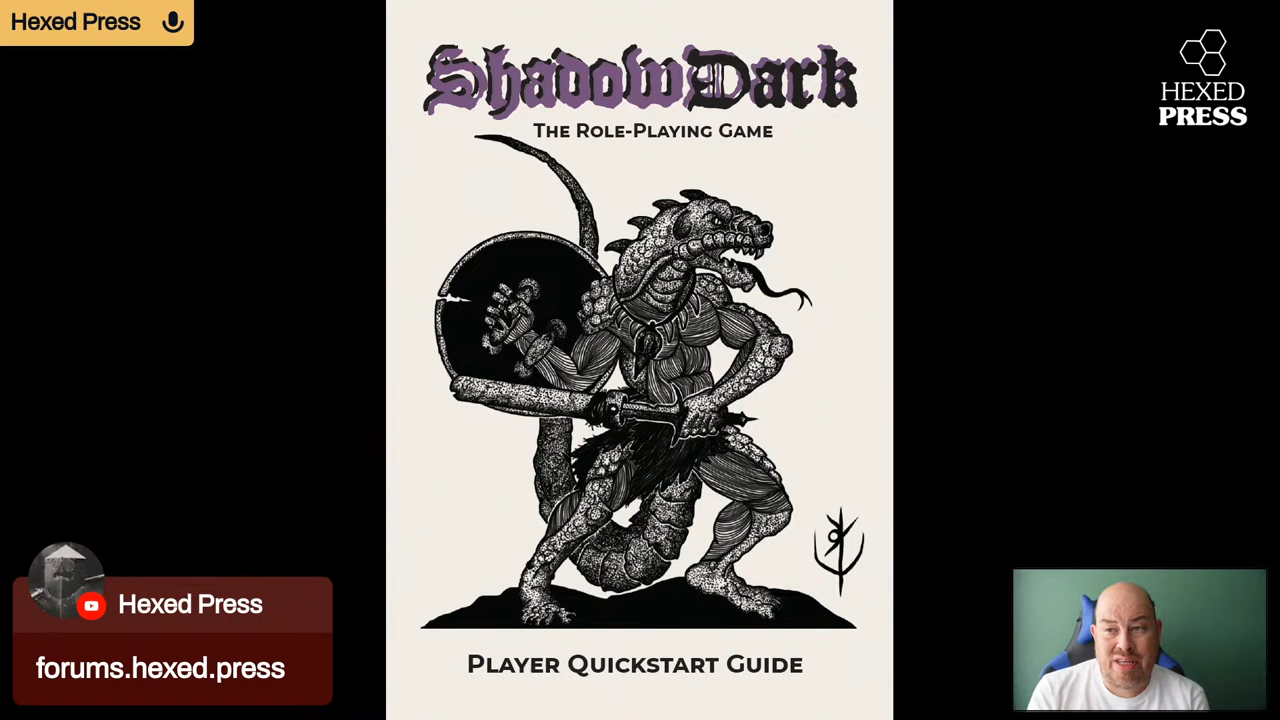 Hexed Press
ShadowDark
The Role-Playing Game
HEXED
PRESS
Hexed Press
forums.hexed.press
Player Quickstart Guide